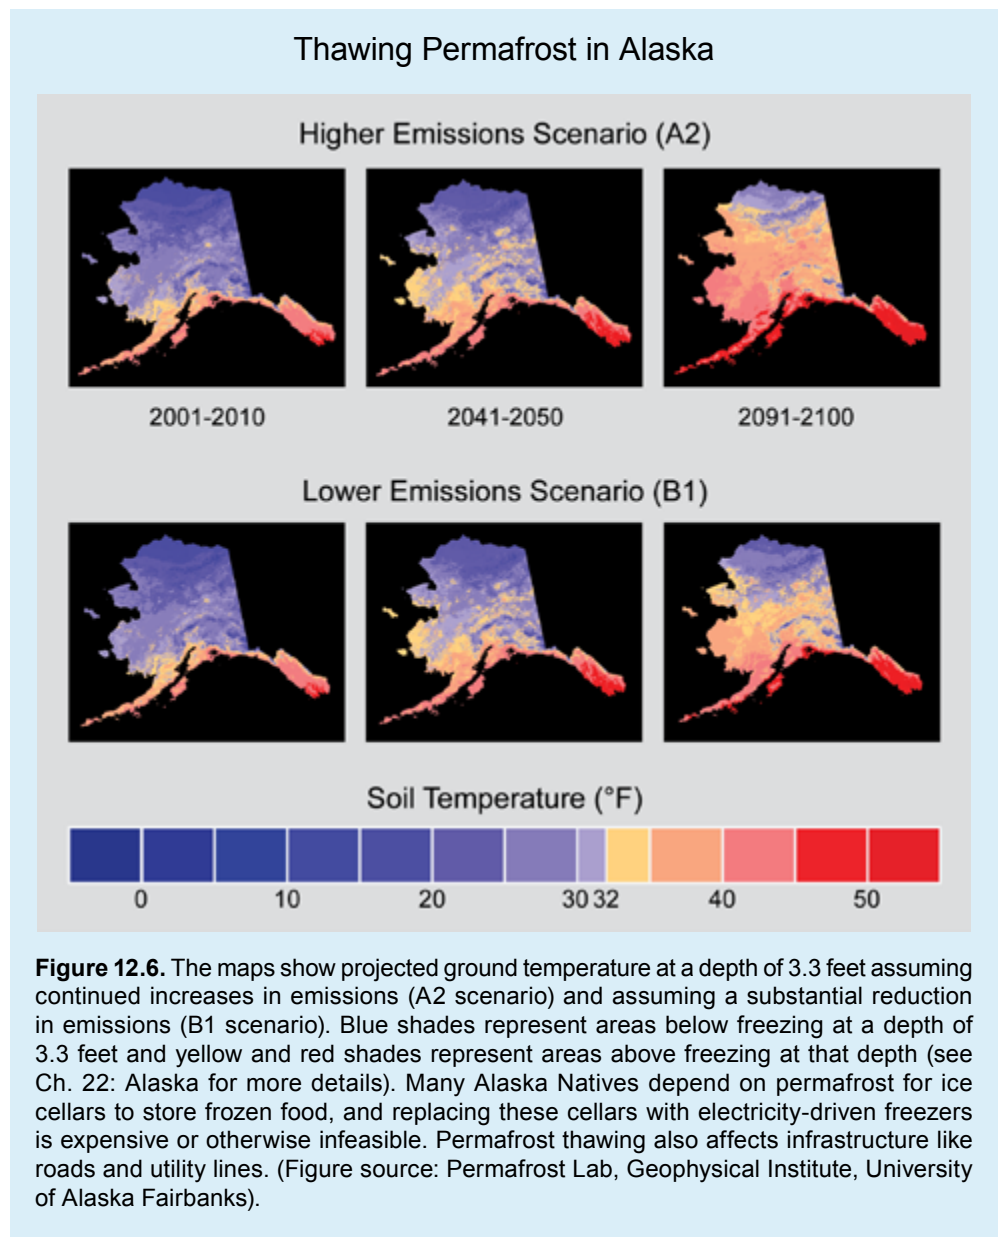 Thawing Permafrost in Alaska
Higher Emissions Scenario (A2)
2001-2010 2041-2050 2091-2100
Lower Emissions Scenario (B1)
Soil Temperature (°F)
0 10 20 30 32 40 50
Figure 12.6. The maps show projected ground temperature at a depth of 3.3 feet assuming
continued increases in emissions (A2 scenario) and assuming a substantial reduction
in emissions (B1 scenario). Blue shades represent areas below freezing at a depth of
3.3 feet and yellow and red shades represent areas above freezing at that depth (see
Ch. 22: Alaska for more details). Many Alaska Natives depend on permafrost for ice
cellars to store frozen food, and replacing these cellars with electricity-driven freezers
is expensive or otherwise infeasible. Permafrost thawing also affects infrastructure like
roads and utility lines. (Figure source: Permafrost Lab, Geophysical Institute, University
of Alaska Fairbanks).